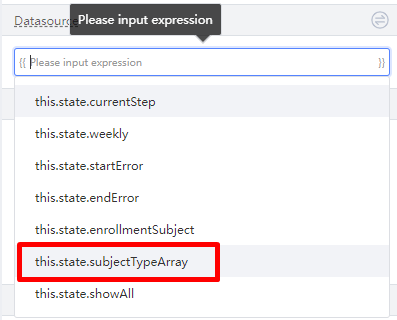 Please input expression
Datasource
{{ Please input expression }}
this.state.currentStep
this.state.weekly
this.state.startError
this.state.endError
this.state.enrollmentSubject
this.state.subjectTypeArray
this.state.showAll